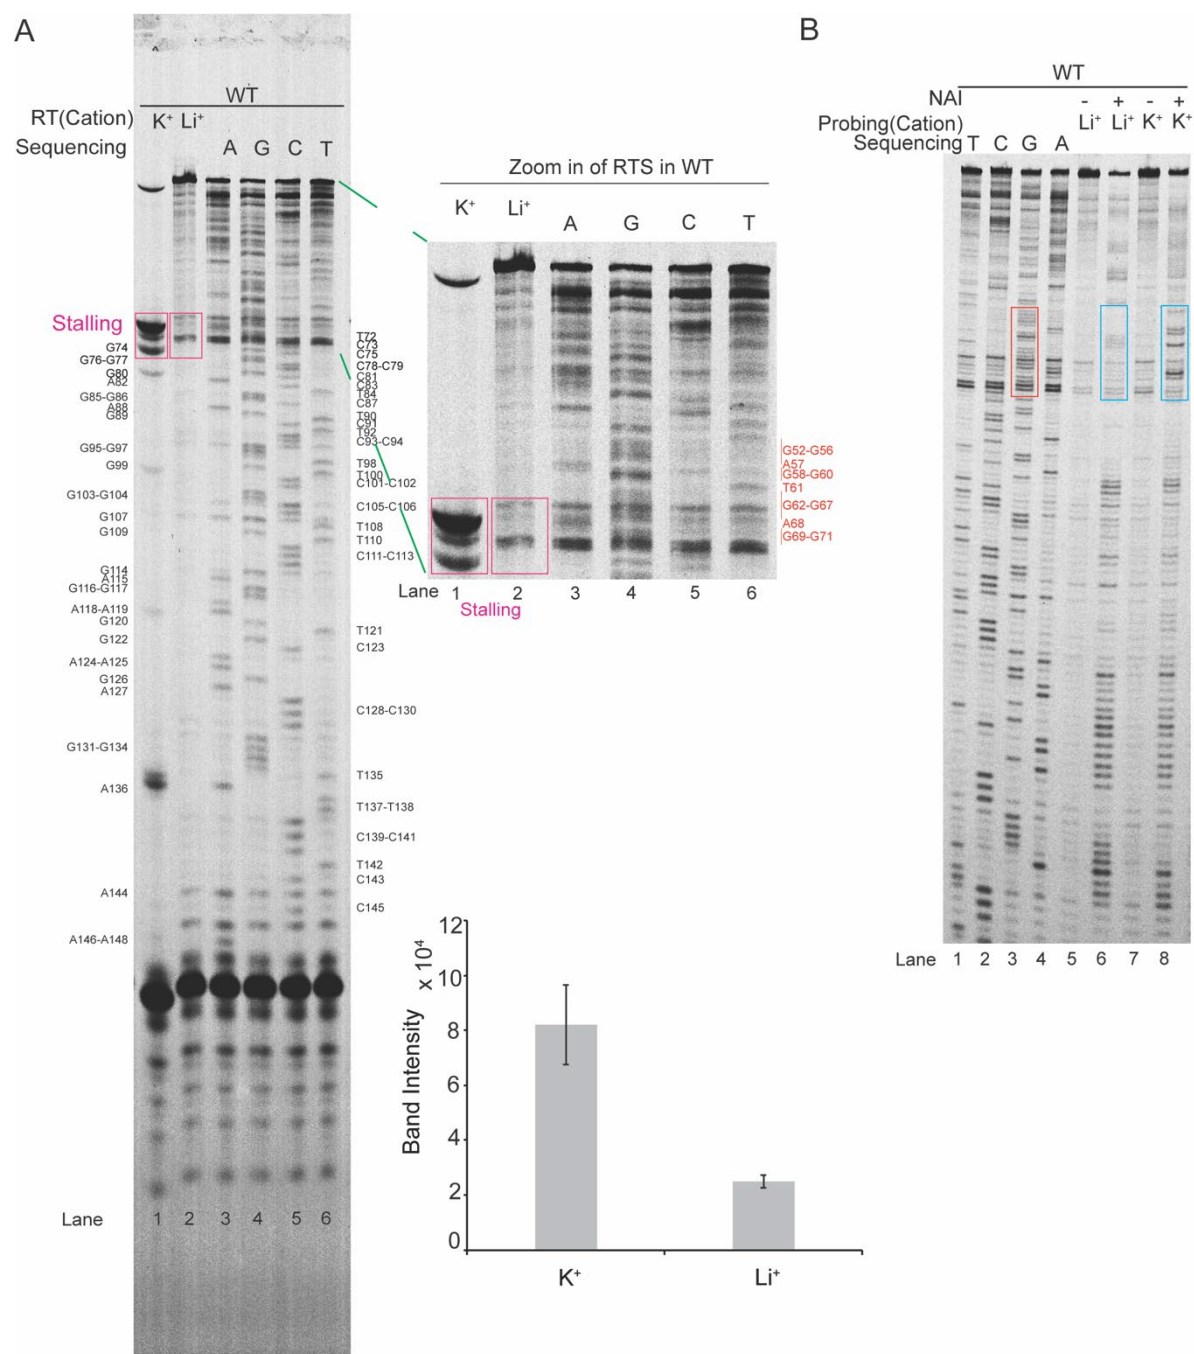 A
WT
RT(Cation)
K⁺ Li⁺
Sequencing
A G C T
Stalling
G74
G76-G77
G80
A82
G85-G86
A88
G89
G95-G97
G99
G103-G104
G107
G109
G114
A115
G116-G117
A118-A119
G120
G122
A124-A125
G126
A127
G131-G134
A136
A144
A146-A148
T72
C73
C75
C78-C79
C81
C83
T84
C87
T90
C91
T92
C93-C94
T98
T100
C101-C102
C105-C106
T108
T110
C111-C113
T121
C123
C128-C130
T135
T137-T138
C139-C141
T142
C143
C145
Lane 1 2 3 4 5 6
Zoom in of RTS in WT
K⁺ Li⁺ A G C T
G52-G56
A57
G58-G60
T61
G62-G67
A68
G69-G71
Lane 1 2 3 4 5 6
Stalling
Band Intensity
x 10⁴
12
10
8
6
4
2
0
K⁺ Li⁺
B
WT
NAI - + - +
Probing(Cation) Li⁺ Li⁺ K⁺ K⁺
Sequencing T C G A
Lane 1 2 3 4 5 6 7 8